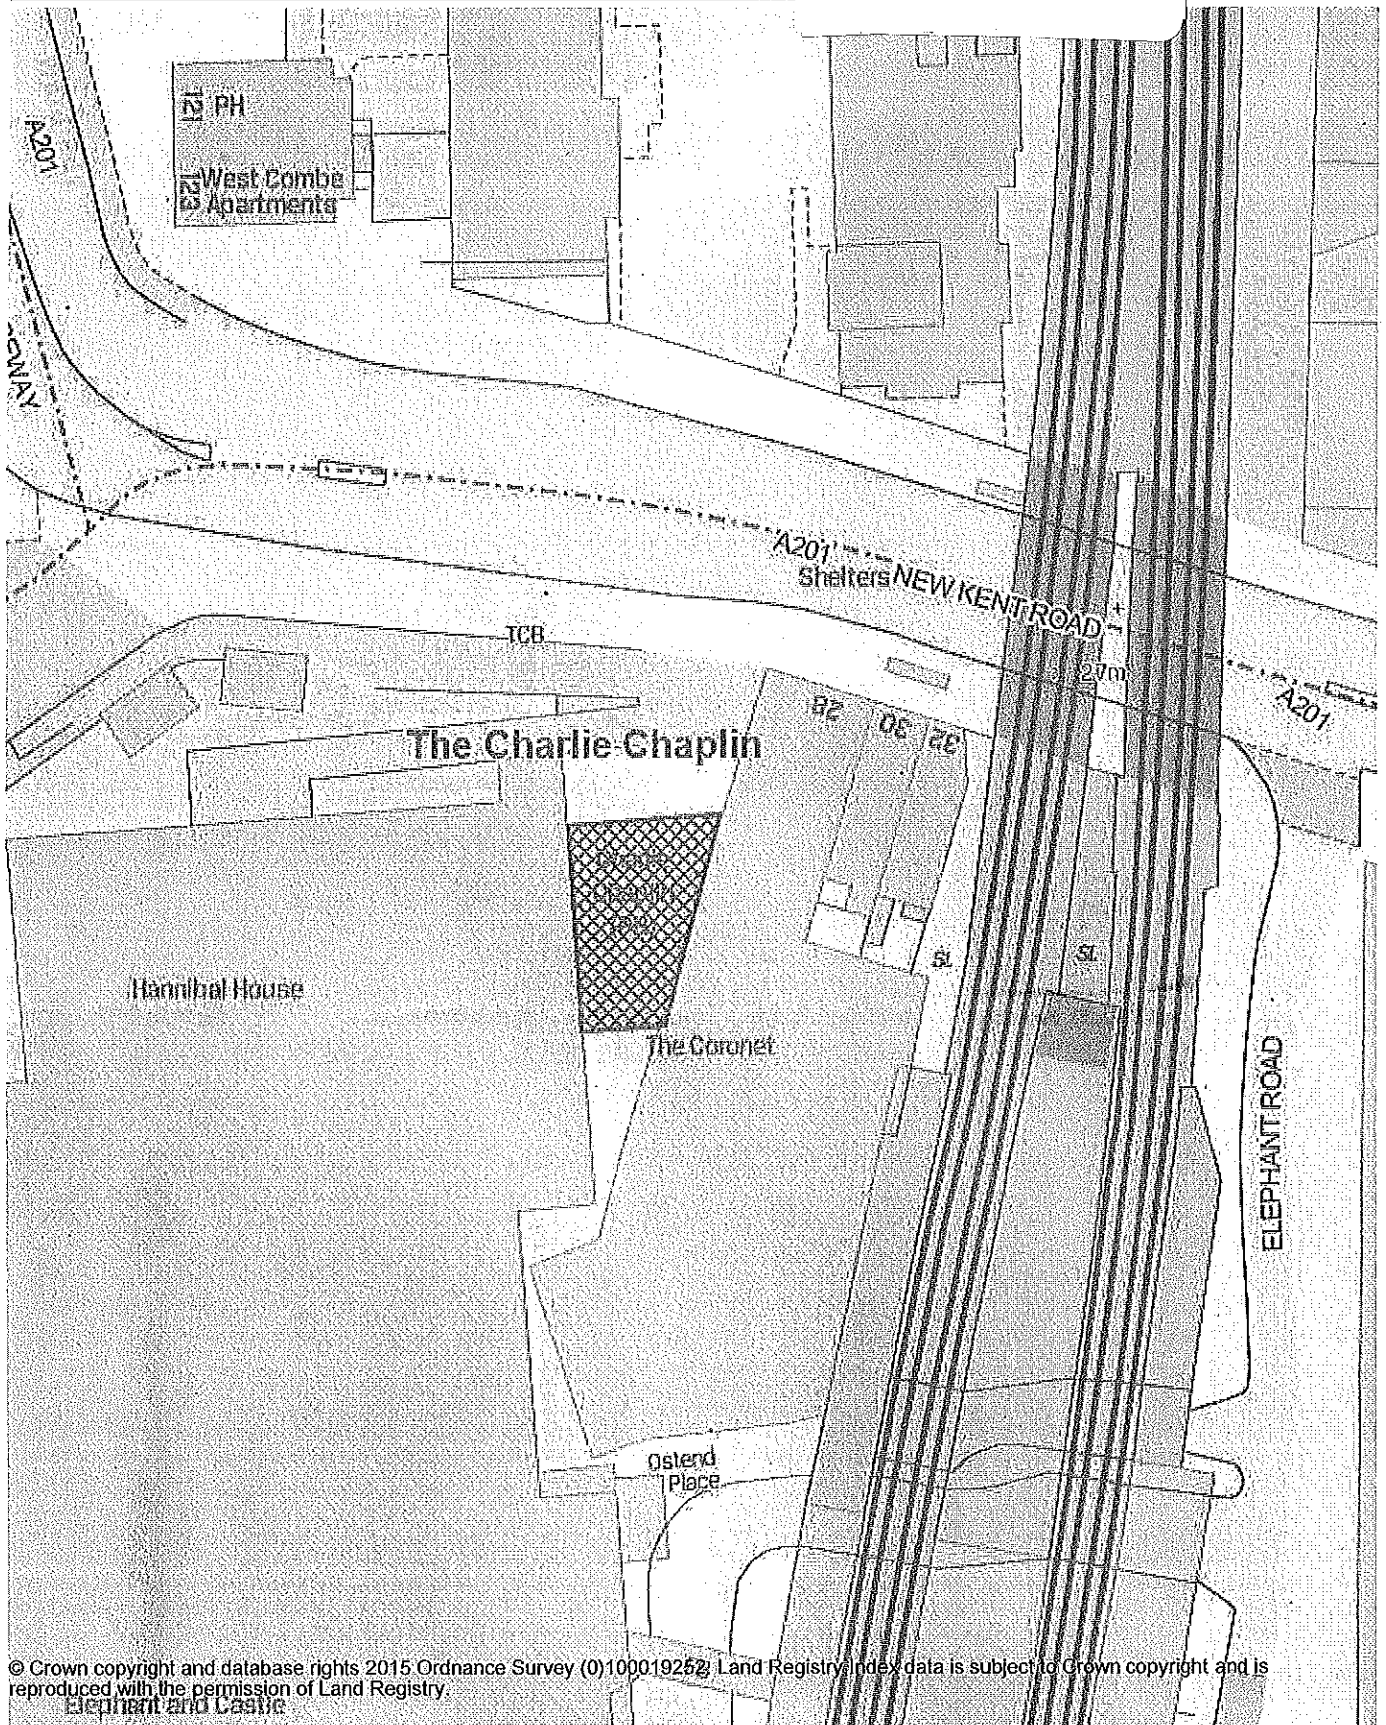 121 PH
A201
123 West Combe
Apartments
A201
Shelters
NEW KENT ROAD
TCB
27m
A201
28
30
32
The Charlie Chaplin
SL
SL
Hannibal House
The Coronet
ELEPHANT ROAD
Ostend
Place
© Crown copyright and database rights 2015 Ordnance Survey (0)100019252; Land Registry Index data is subject to Crown copyright and is
reproduced with the permission of Land Registry.
Elephant and Castle